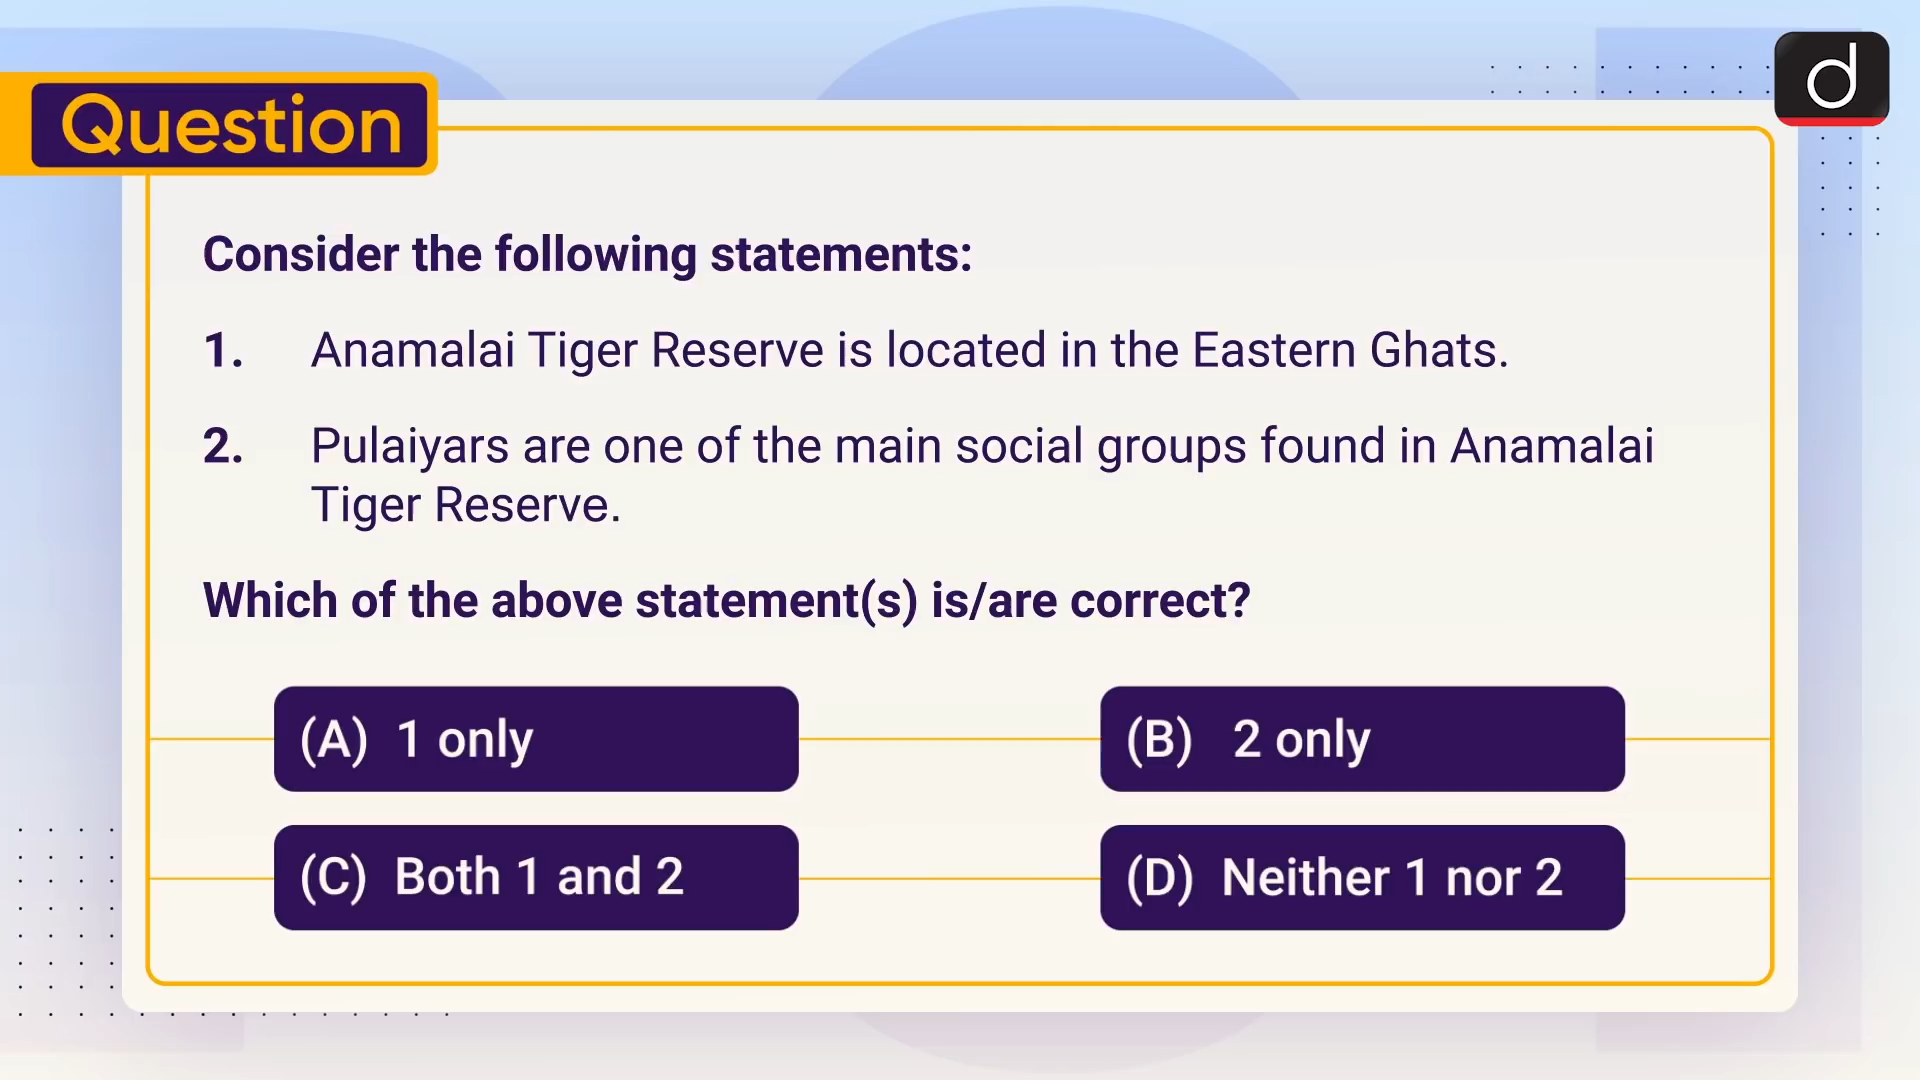 Question
d
Consider the following statements:
1. Anamalai Tiger Reserve is located in the Eastern Ghats.
2. Pulaiyars are one of the main social groups found in Anamalai
Tiger Reserve.
Which of the above statement(s) is/are correct?
(A) 1 only
(B) 2 only
(C) Both 1 and 2
(D) Neither 1 nor 2